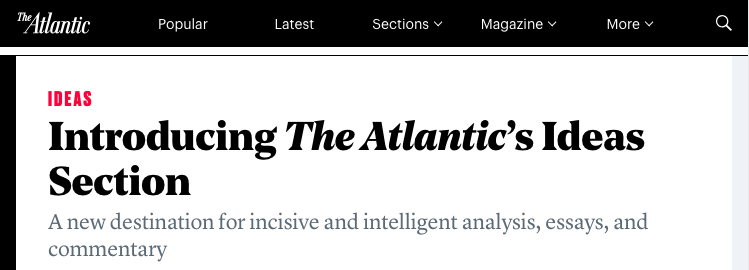 The Atlantic Popular Latest Sections Magazine More
IDEAS
Introducing The Atlantic’s Ideas
Section
A new destination for incisive and intelligent analysis, essays, and
commentary